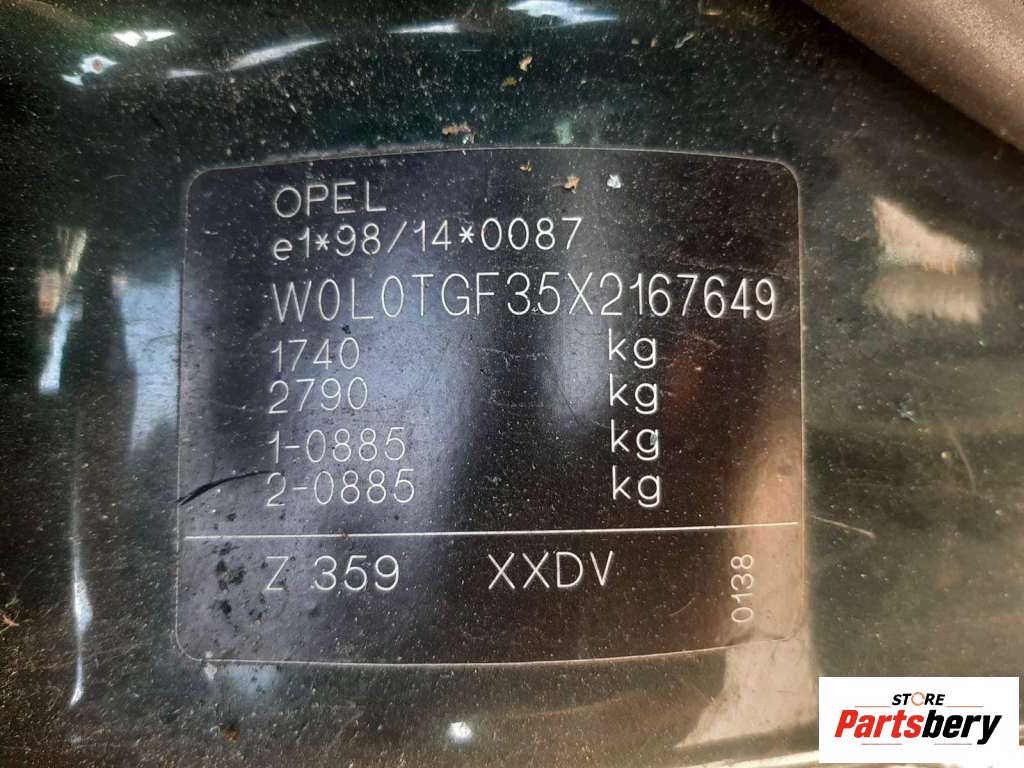 OPEL
e1*98/14*0087
W0L0TGF35X2167649
1740 kg
2790 kg
1-0885 kg
2-0885 kg
Z 359 XXDV
0138
STORE
Partsbery